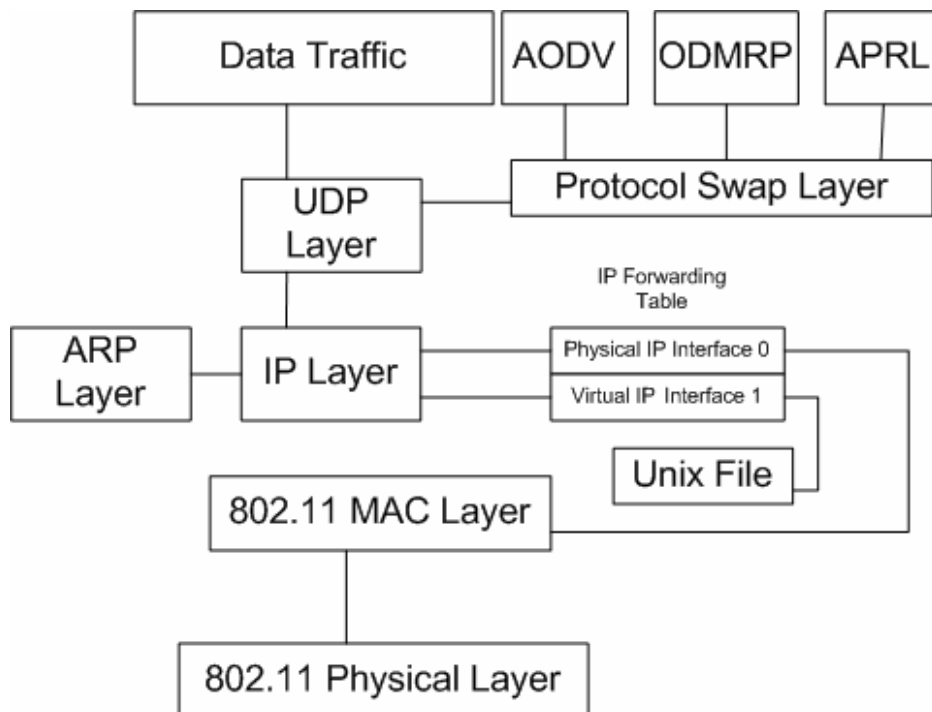 Data Traffic
AODV
ODMRP
APRL
Protocol Swap Layer
UDP
Layer
IP Forwarding
Table
ARP
Layer
IP Layer
Physical IP Interface 0
Virtual IP Interface 1
Unix File
802.11 MAC Layer
802.11 Physical Layer